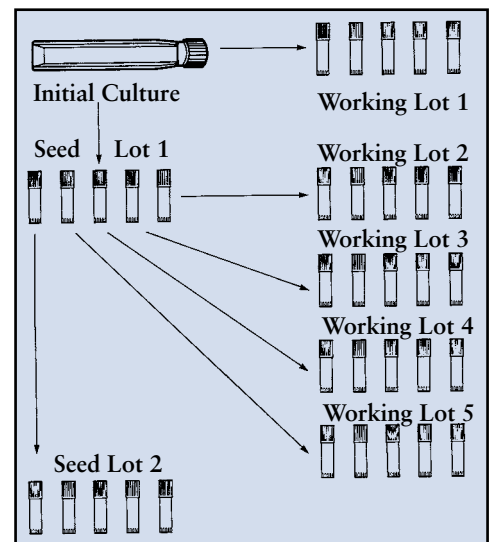 Initial Culture
Working Lot 1
Seed Lot 1
Working Lot 2
Working Lot 3
Working Lot 4
Working Lot 5
Seed Lot 2